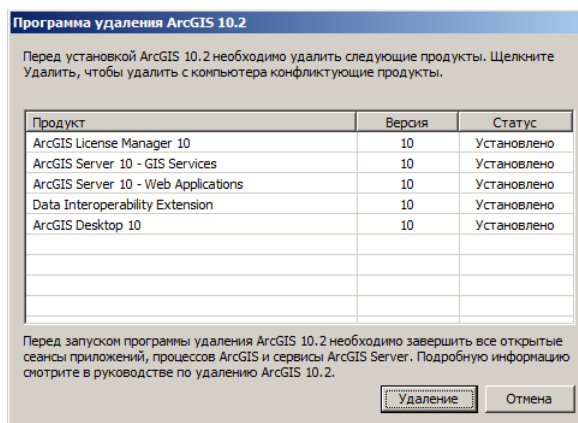 Программа удаления ArcGIS 10.2
Перед установкой ArcGIS 10.2 необходимо удалить следующие продукты. Щелкните
Удалить, чтобы удалить с компьютера конфликтующие продукты.
Продукт Версия Статус
ArcGIS License Manager 10 10 Установлено
ArcGIS Server 10 - GIS Services 10 Установлено
ArcGIS Server 10 - Web Applications 10 Установлено
Data Interoperability Extension 10 Установлено
ArcGIS Desktop 10 10 Установлено
Перед запуском программы удаления ArcGIS 10.2 необходимо завершить все открытые
сеансы приложений, процессов ArcGIS и сервисы ArcGIS Server. Подробную информацию
смотрите в руководстве по удалению ArcGIS 10.2.
Удаление Отмена